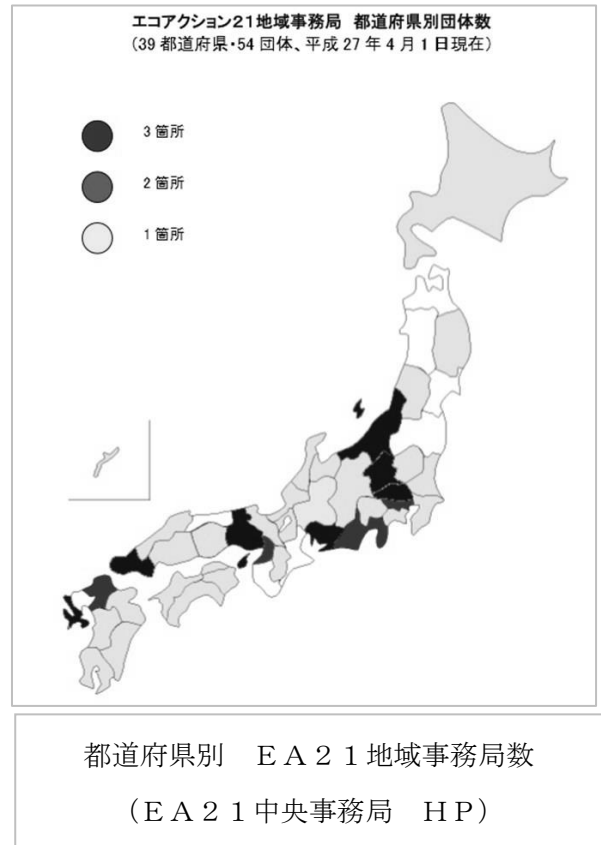 エコアクション21地域事務局 都道府県別団体数
(39 都道府県・54 団体、平成 27 年 4 月 1 日現在)
3 箇所
2 箇所
1 箇所
都道府県別 ＥＡ２１地域事務局数
（ＥＡ２１中央事務局 ＨＰ）